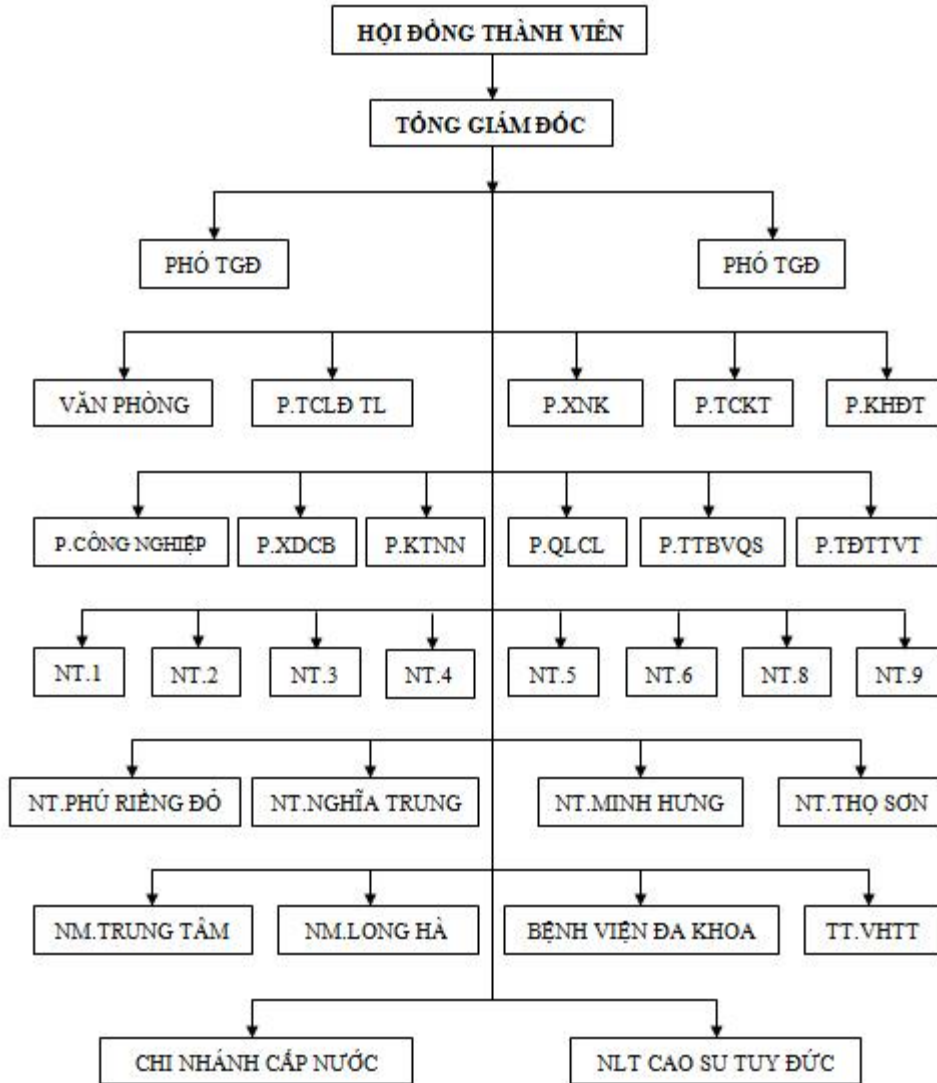 HỘI ĐỒNG THÀNH VIÊN
TỔNG GIÁM ĐỐC
PHÓ TGĐ
PHÓ TGĐ
VĂN PHÒNG
P.TCLĐ TL
P.XNK
P.TCKT
P.KHĐT
P.CÔNG NGHIỆP
P.XDCB
P.KTNN
P.QLCL
P.TTBVQS
P.TĐTTVT
NT.1
NT.2
NT.3
NT.4
NT.5
NT.6
NT.8
NT.9
NT.PHÚ RIỀNG ĐỎ
NT.NGHĨA TRUNG
NT.MINH HƯNG
NT.THỌ SƠN
NM.TRUNG TÂM
NM.LONG HÀ
BỆNH VIỆN ĐA KHOA
TT.VHTT
CHI NHÁNH CẤP NƯỚC
NLT CAO SU TUY ĐỨC